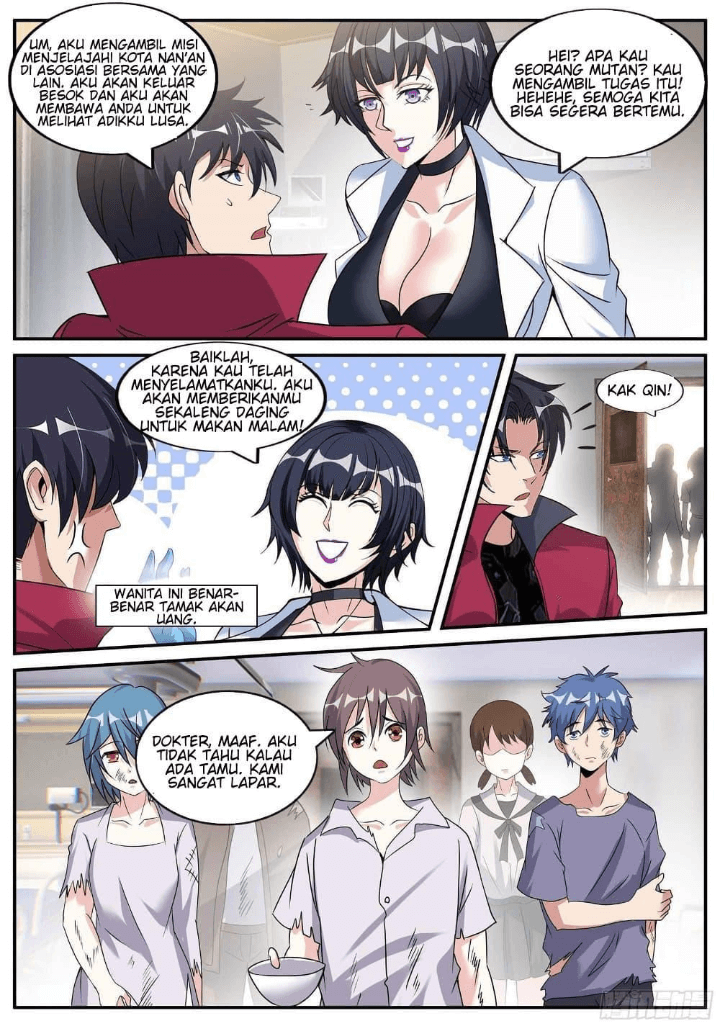 UM, AKU MENGAMBIL MISI
MENJELAJAHI KOTA NAN'AN
DI ASOSIASI BERSAMA YANG
LAIN. AKU AKAN KELUAR
BESOK DAN AKU AKAN
MEMBAWA ANDA UNTUK
MELIHAT ADIKKU LUSA.
HEI? APA KAU
SEORANG MUTAN? KAU
MENGAMBIL TUGAS ITU!
HEHEHE, SEMOGA KITA
BISA SEGERA BERTEMU.
BAIKLAH,
KARENA KAU TELAH
MENYELAMATKANKU. AKU
AKAN MEMBERIKANMU
SEKALENG DAGING
UNTUK MAKAN MALAM!
WANITA INI BENAR-
BENAR TAMAK AKAN
UANG.
KAK QIN!
DOKTER, MAAF. AKU
TIDAK TAHU KALAU
ADA TAMU. KAMI
SANGAT LAPAR.